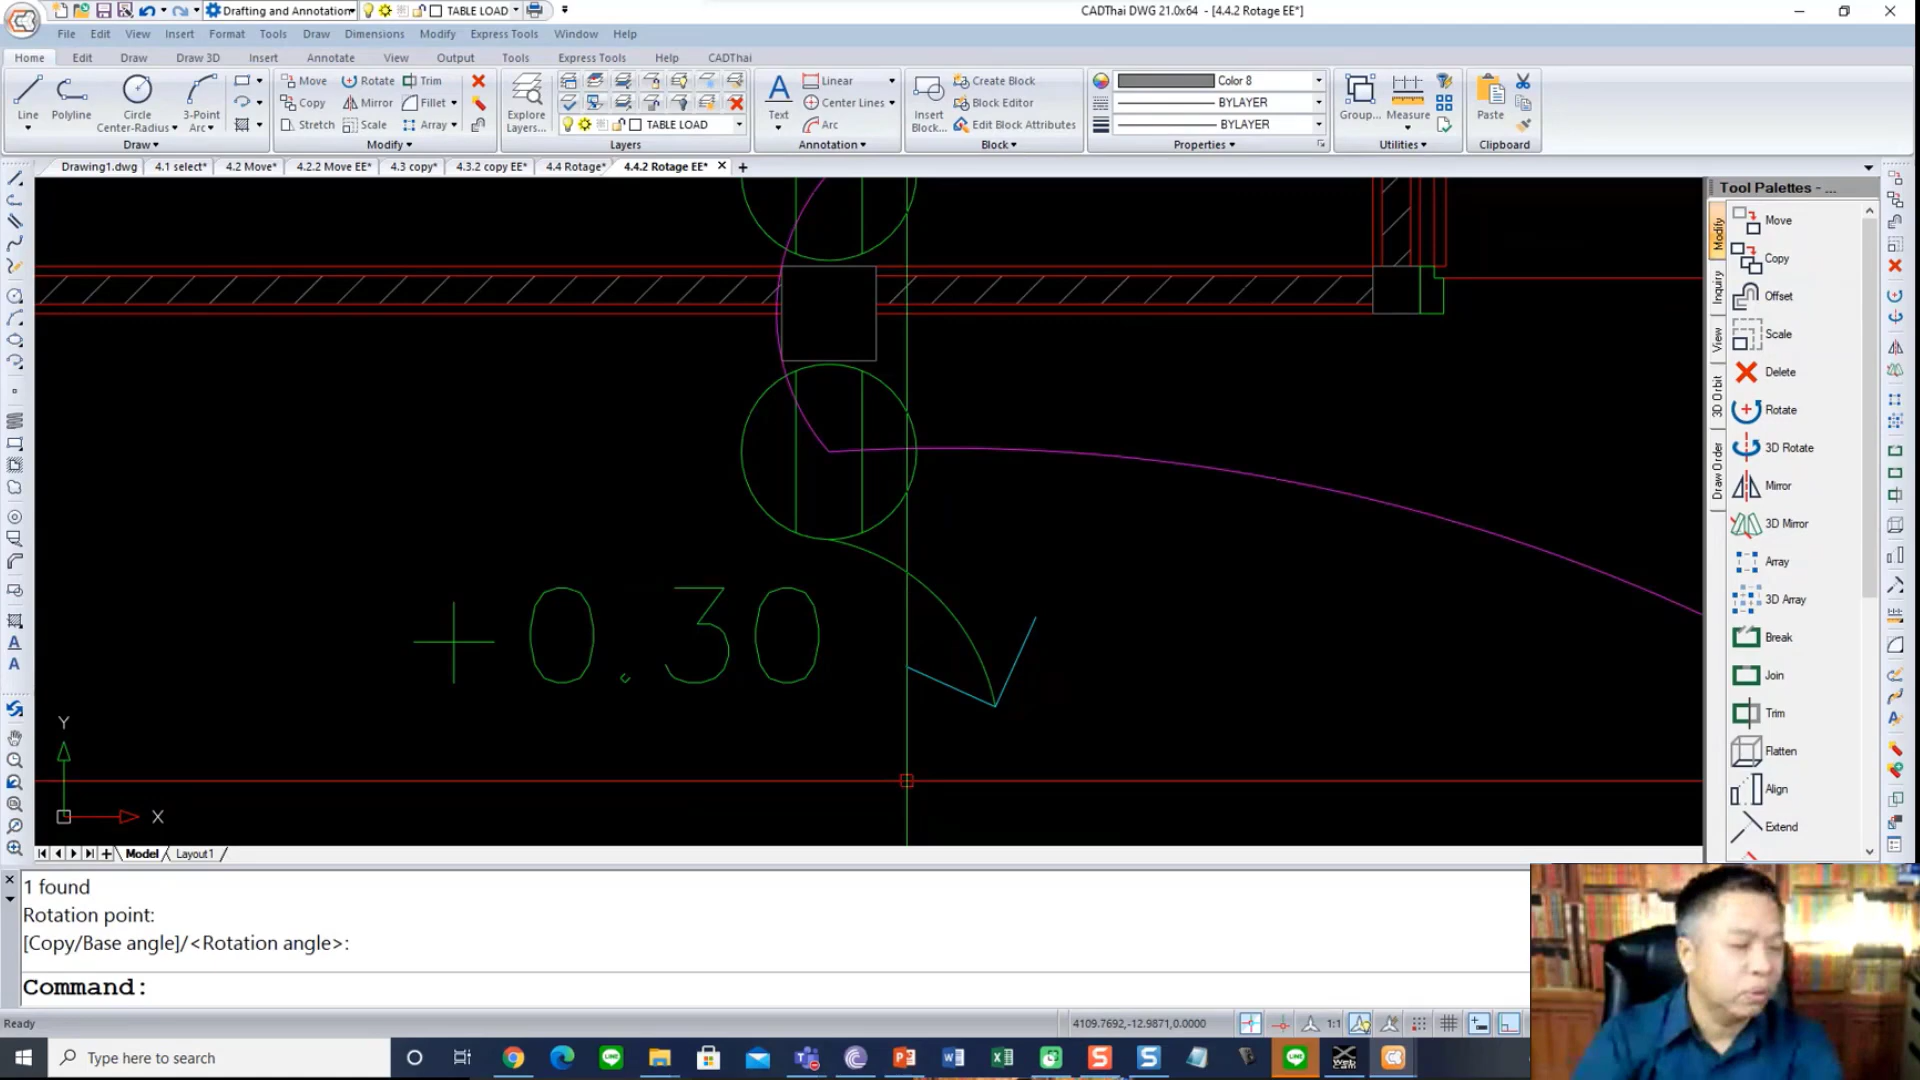 Drafting and Annotation
TABLE LOAD
CADThai DWG 21.0x64 - [4.4.2 Rotage EE*]
File Edit View Insert Format Tools Draw Dimensions Modify Express Tools Window Help
Home Edit Draw Draw 3D Insert Annotate View Output Tools Express Tools Help CADThai
Line
Polyline
Circle
Center-Radius
3-Point
Arc
Draw
Move Rotate Trim
Copy Mirror Fillet
Stretch Scale Array
Modify
Explore
Layers...
TABLE LOAD
Layers
Text
Linear
Center Lines
Arc
Annotation
Insert
Block...
Create Block
Block Editor
Edit Block Attributes
Block
Color 8
BYLAYER
BYLAYER
Properties
Group...
Measure
Utilities
Paste
Clipboard
Drawing1.dwg 4.1 select* 4.2 Move* 4.2.2 Move EE* 4.3 copy* 4.3.2 copy EE* 4.4 Rotage* 4.4.2 Rotage EE*
+0.30
Y
X
Tool Palettes - ...
Modify
Inquiry
View
3D Orbit
Draw Order
Move
Copy
Offset
Scale
Delete
Rotate
3D Rotate
Mirror
3D Mirror
Array
3D Array
Break
Join
Trim
Flatten
Align
Extend
Model Layout1
1 found
Rotation point:
[Copy/Base angle]/<Rotation angle>:
Command:
Ready
4109.7692,-12.9871,0.0000
1:1
Type here to search